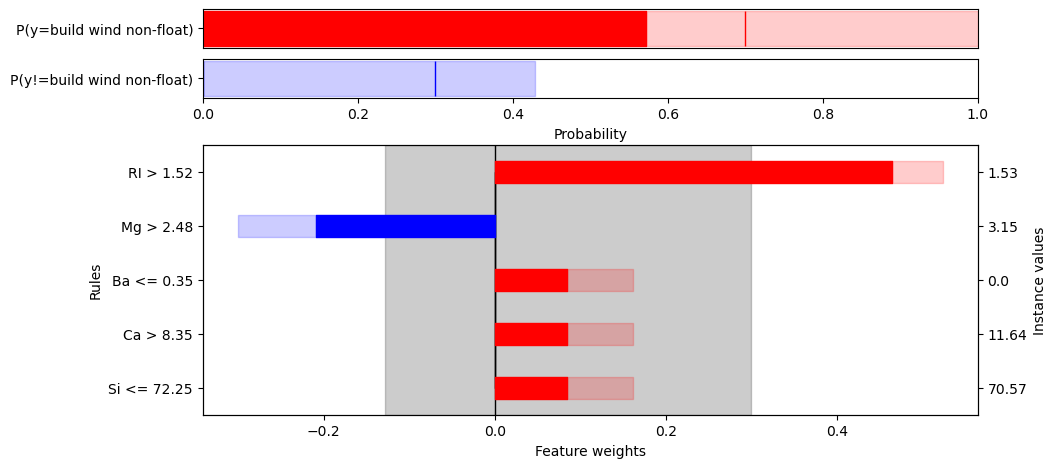 P(y=build wind non-float)
P(y!=build wind non-float)
0.0 0.2 0.4 0.6 0.8 1.0
Probability
RI > 1.52 1.53
Mg > 2.48 3.15
Ba <= 0.35 0.0
Ca > 8.35 11.64
Si <= 72.25 70.57
Rules
Instance values
−0.2 0.0 0.2 0.4
Feature weights